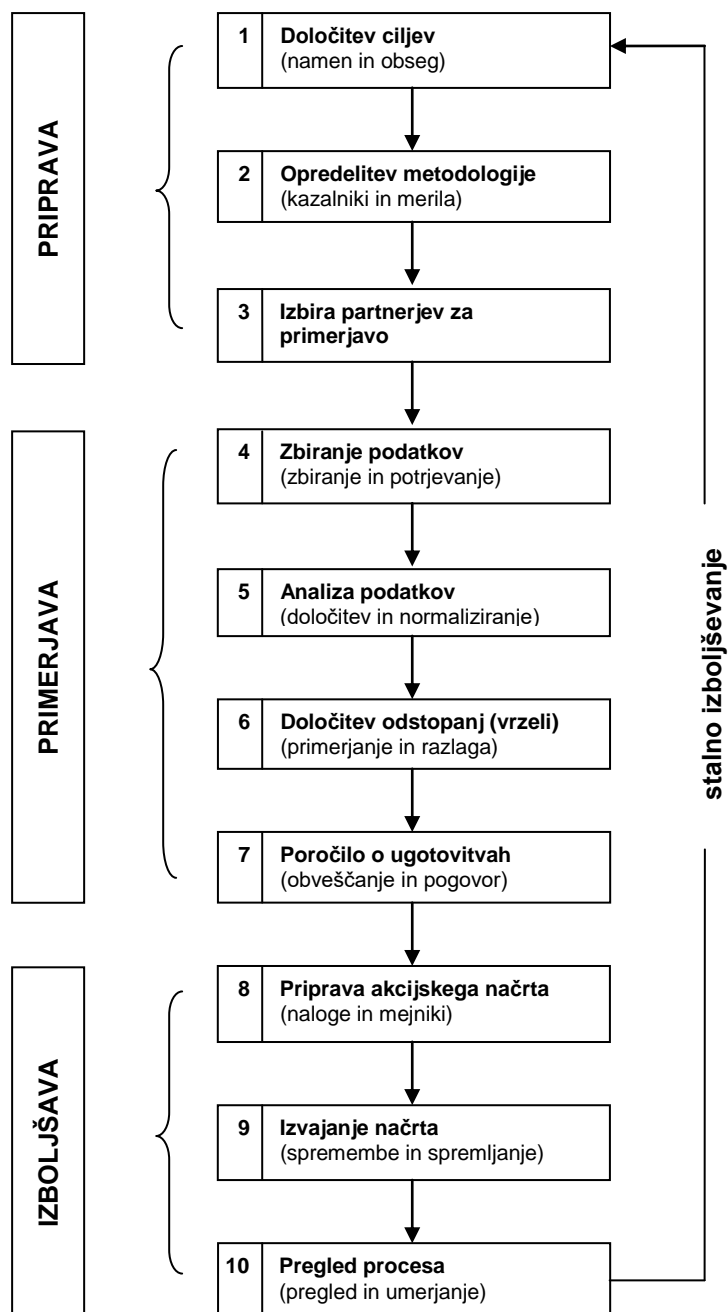 PRIPRAVA
1 Določitev ciljev
(namen in obseg)
2 Opredelitev metodologije
(kazalniki in merila)
3 Izbira partnerjev za
primerjavo
PRIMERJAVA
4 Zbiranje podatkov
(zbiranje in potrjevanje)
5 Analiza podatkov
(določitev in normaliziranje)
6 Določitev odstopanj (vrzeli)
(primerjanje in razlaga)
7 Poročilo o ugotovitvah
(obveščanje in pogovor)
IZBOLJŠAVA
8 Priprava akcijskega načrta
(naloge in mejniki)
9 Izvajanje načrta
(spremembe in spremljanje)
10 Pregled procesa
(pregled in umerjanje)
stalno izboljševanje